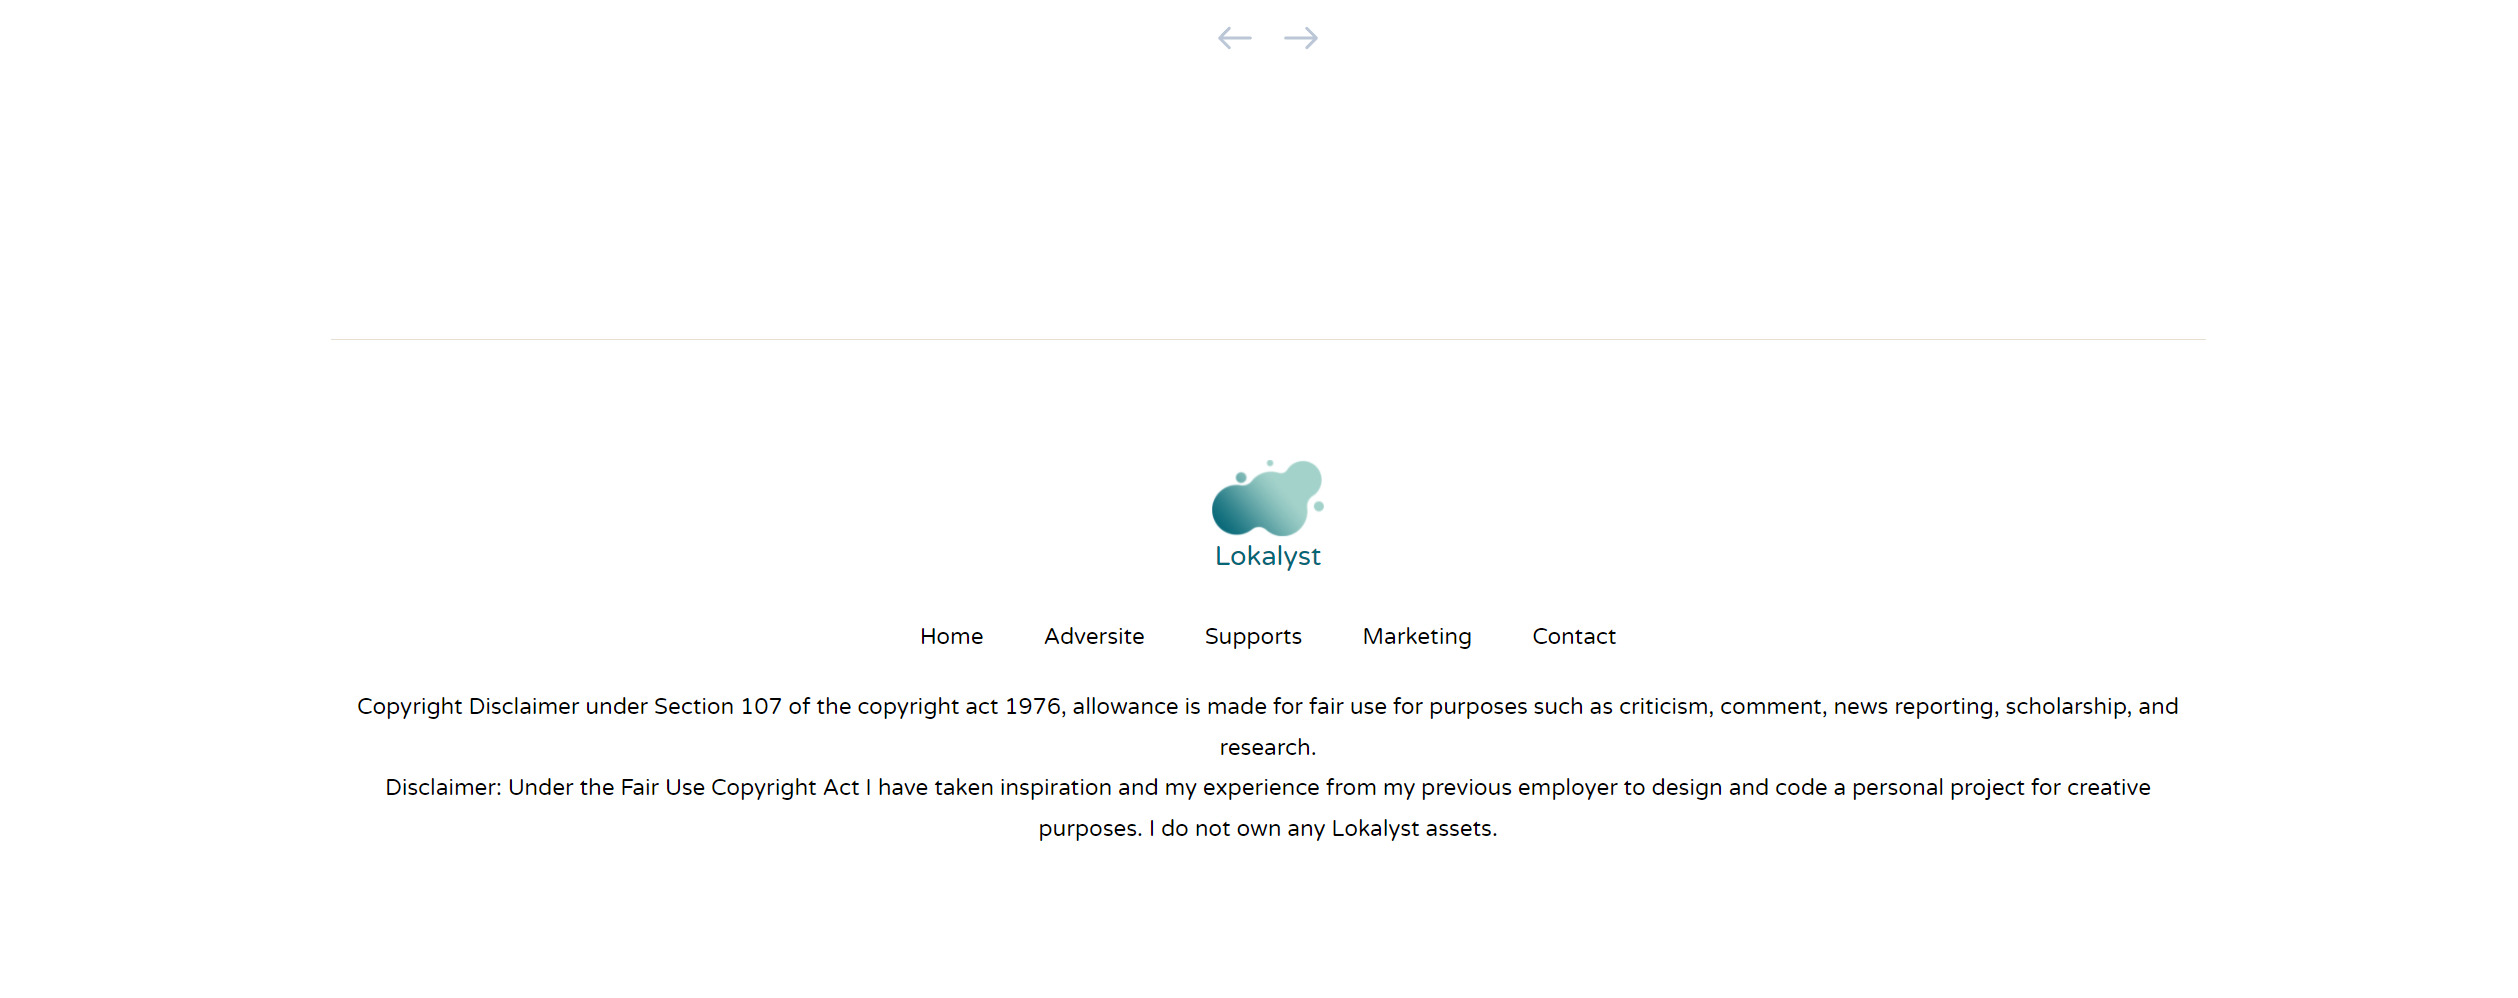 Lokalyst
Home Adversite Supports Marketing Contact
Copyright Disclaimer under Section 107 of the copyright act 1976, allowance is made for fair use for purposes such as criticism, comment, news reporting, scholarship, and
research.
Disclaimer: Under the Fair Use Copyright Act I have taken inspiration and my experience from my previous employer to design and code a personal project for creative
purposes. I do not own any Lokalyst assets.